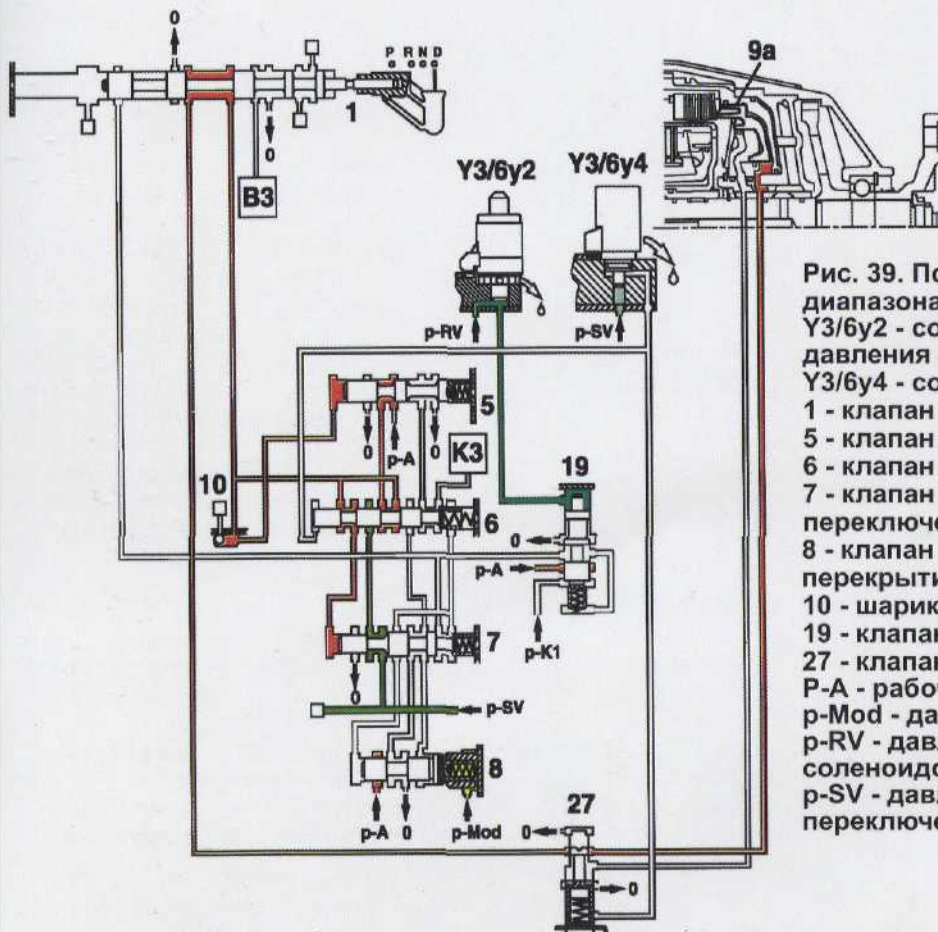 0
P R N D
9a
1
0
B3
Y3/6y2
Y3/6y4
p-RV
p-SV
5
0
p-A
0
K3
10
19
6
0
p-A
p-K1
7
0
p-SV
8
p-A
0
p-Mod
27
0
0
Рис. 39. По
диапазона
Y3/6y2 - со
давления
Y3/6y4 - со
1 - клапан
5 - клапан
6 - клапан
7 - клапан
переключе
8 - клапан
перекрыти
10 - шарик
19 - клапан
27 - клапан
P-A - рабо
p-Mod - да
p-RV - дав
соленоидо
p-SV - дав
переключе